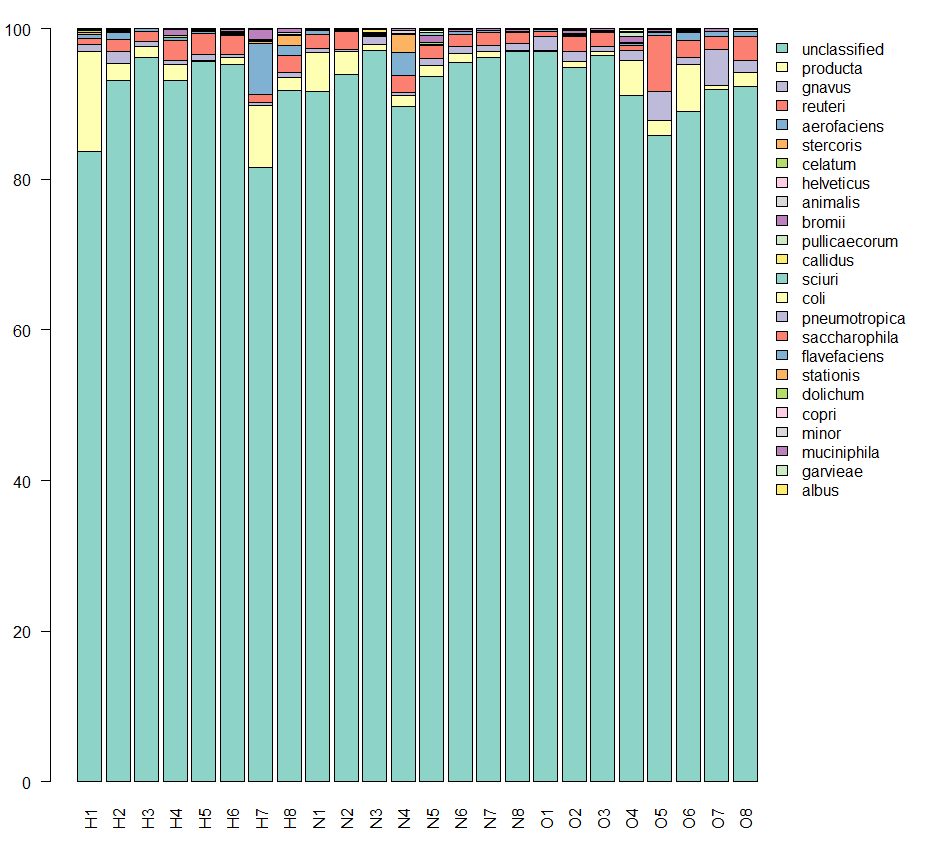 100
80
60
40
20
0
H1
H2
H3
H4
H5
H6
H7
H8
N1
N2
N3
N4
N5
N6
N7
N8
O1
O2
O3
O4
O5
O6
O7
O8
unclassified
producta
gnavus
reuteri
aerofaciens
stercoris
celatum
helveticus
animalis
bromii
pullicaecorum
callidus
sciuri
coli
pneumotropica
saccharophila
flavefaciens
stationis
dolichum
copri
minor
muciniphila
garvieae
albus